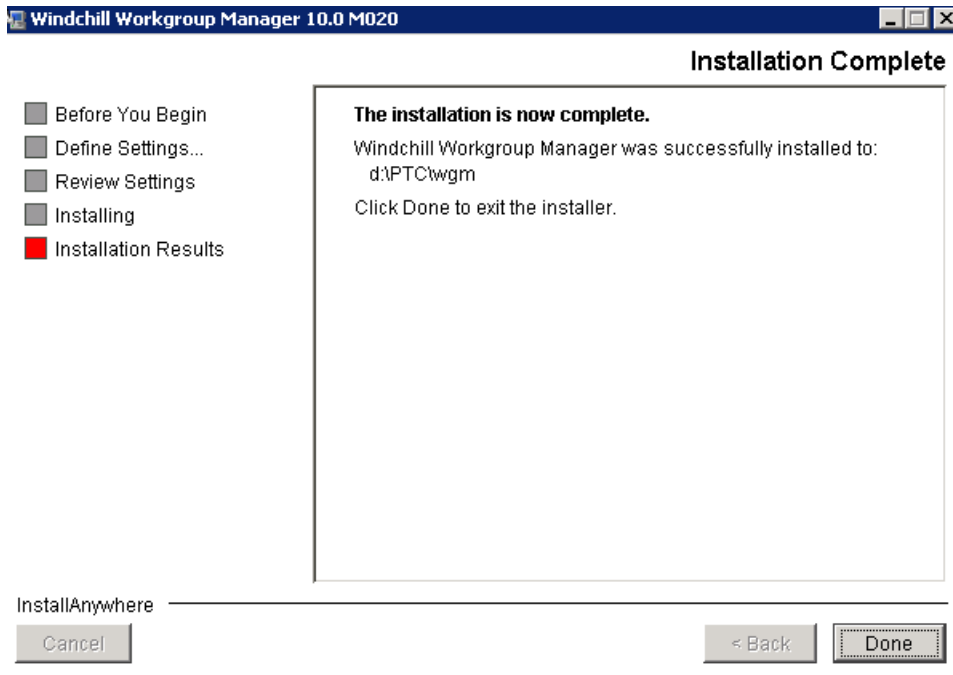 Windchill Workgroup Manager 10.0 M020
Installation Complete
Before You Begin
Define Settings...
Review Settings
Installing
Installation Results
The installation is now complete.
Windchill Workgroup Manager was successfully installed to:
d:\PTC\wgm
Click Done to exit the installer.
InstallAnywhere
Cancel
< Back
Done